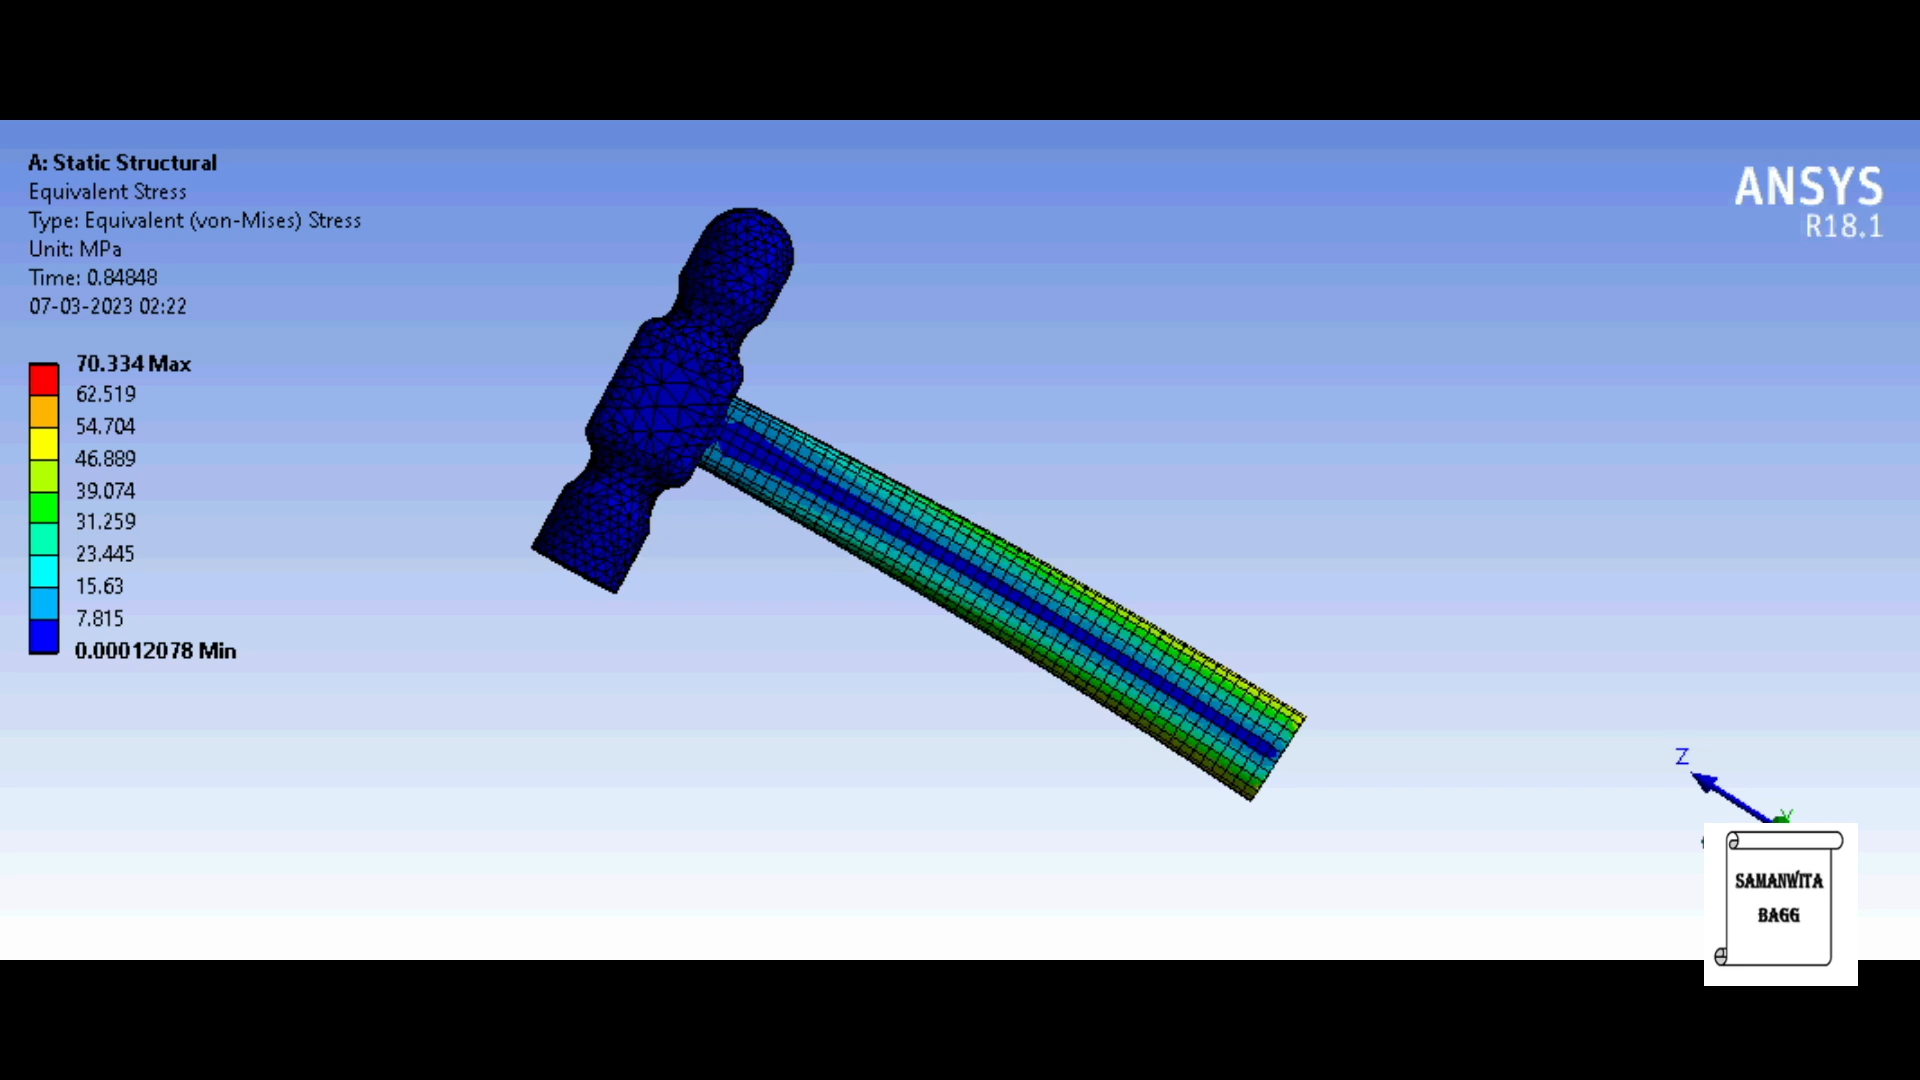 A: Static Structural
Equivalent Stress
Type: Equivalent (von-Mises) Stress
Unit: MPa
Time: 0.84848
07-03-2023 02:22
70.334 Max
62.519
54.704
46.889
39.074
31.259
23.445
15.63
7.815
0.00012078 Min
ANSYS
R18.1
Z
Y
SAMANWITA
BAGG